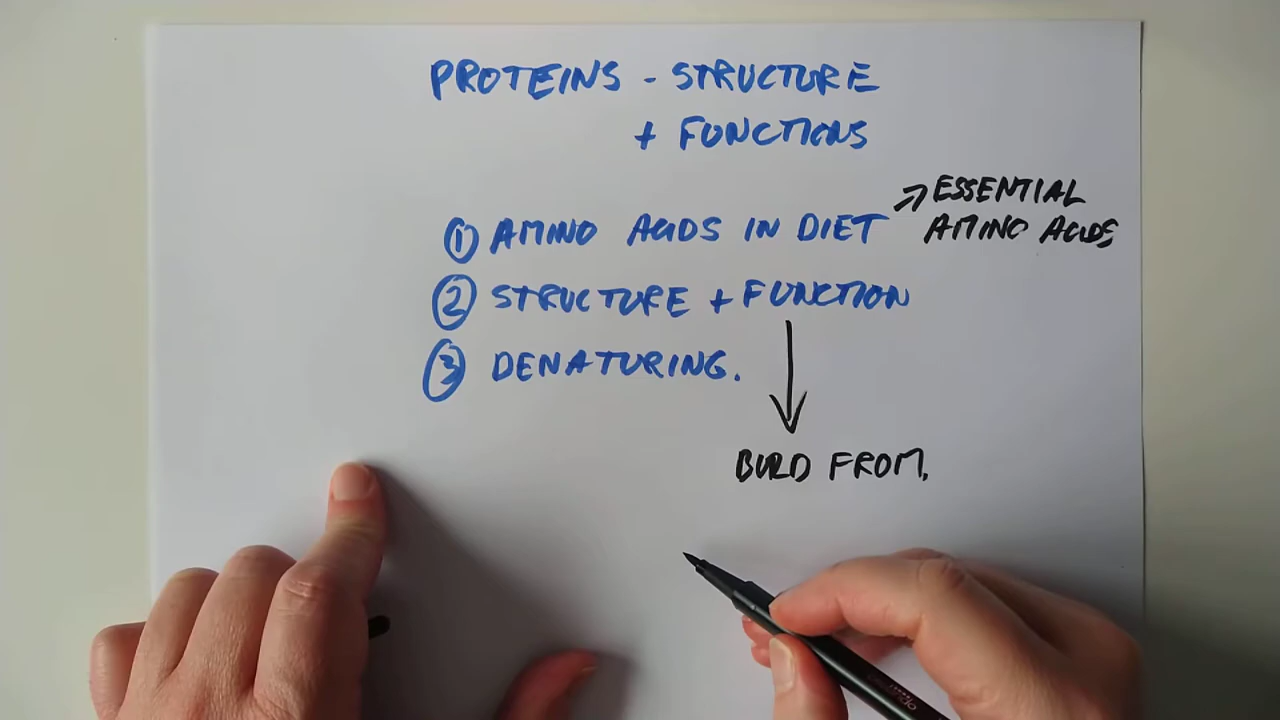 PROTEINS - STRUCTURE
+ FUNCTIONS
→ ESSENTIAL
AMINO ACIDS
① AMINO ACIDS IN DIET
② STRUCTURE + FUNCTION
③ DENATURING.
BUILD FROM.